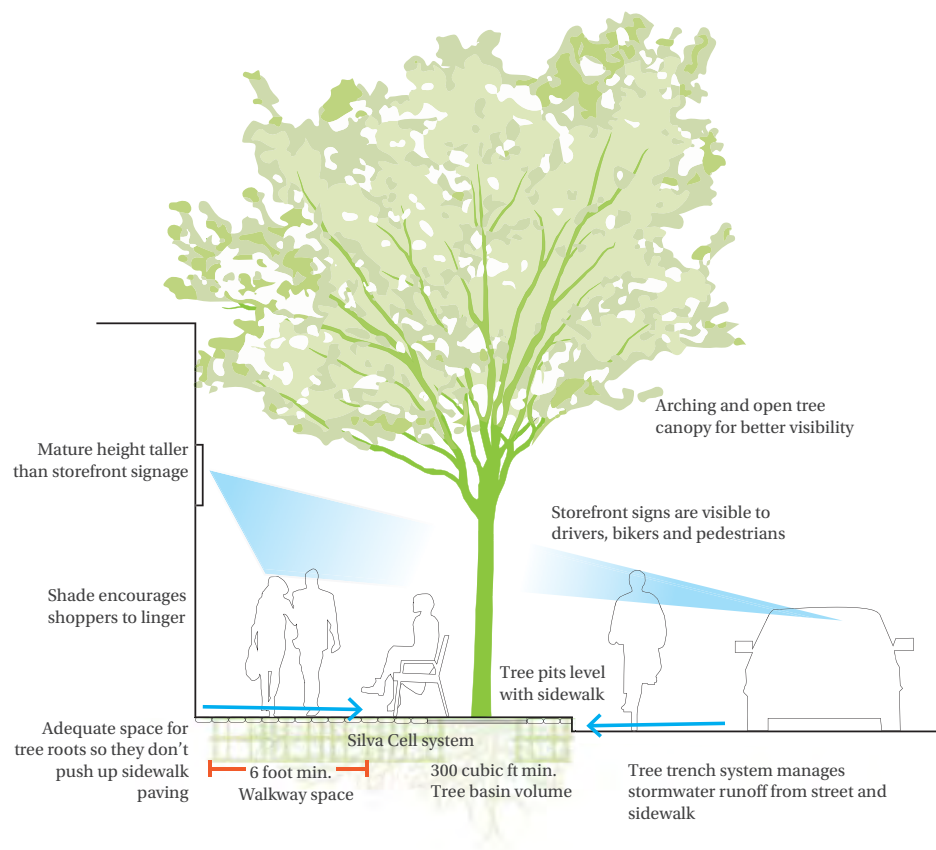 Arching and open tree
canopy for better visibility
Mature height taller
than storefront signage
Storefront signs are visible to
drivers, bikers and pedestrians
Shade encourages
shoppers to linger
Tree pits level
with sidewalk
Adequate space for
tree roots so they don’t
push up sidewalk
paving
Silva Cell system
6 foot min.
Walkway space
300 cubic ft min.
Tree basin volume
Tree trench system manages
stormwater runoff from street and
sidewalk